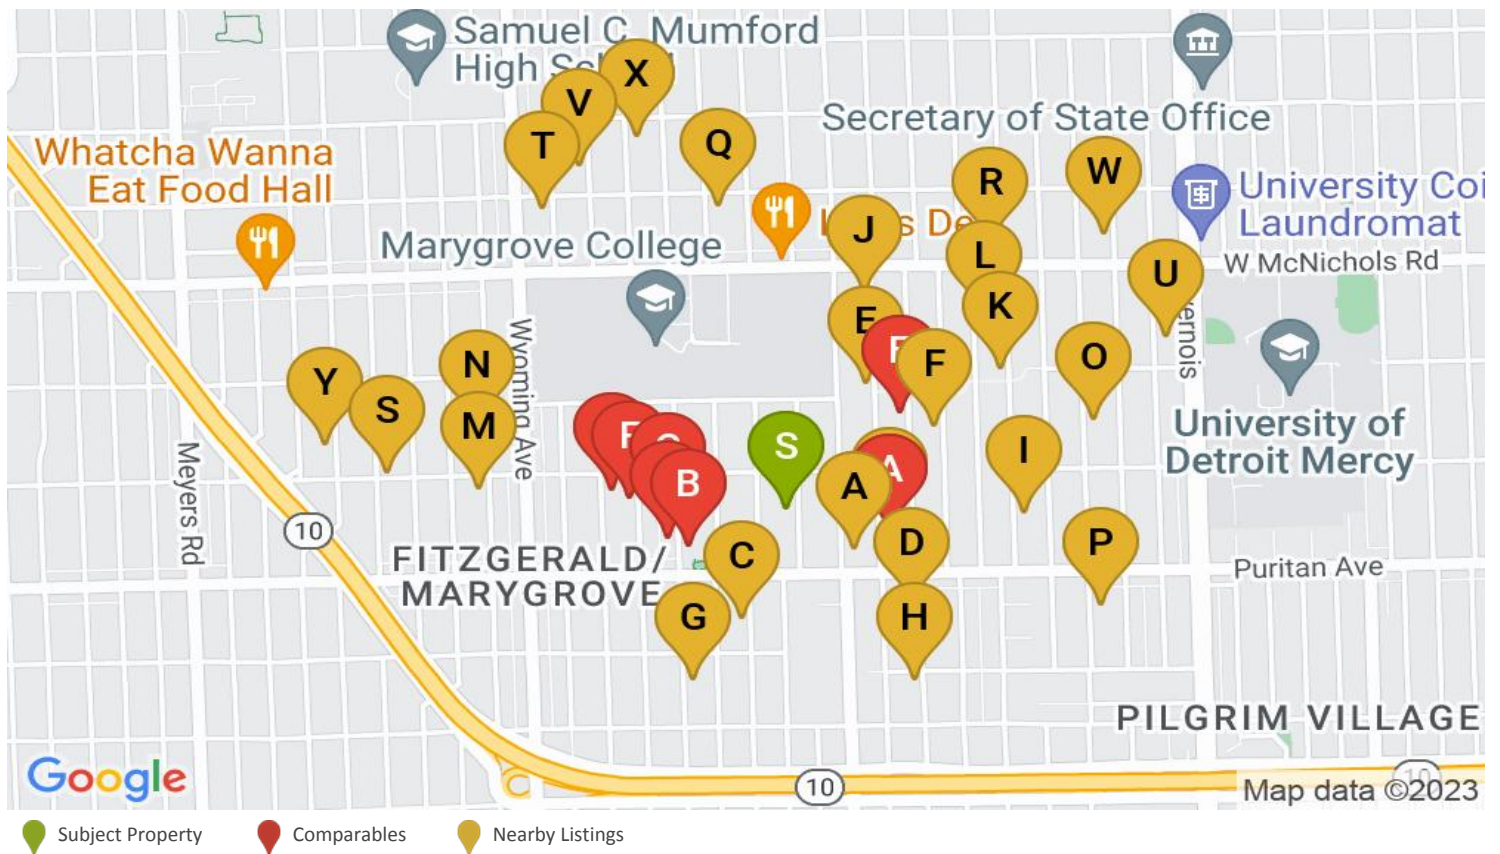 Samuel C. Mumford
High
X
V
T
Q
Secretary of State Office
Whatcha Wanna
Eat Food Hall
R
W
University Coi
Laundromat
J
Marygrove College
L
W McNichols Rd
U
K
E
Wyoming Ave
N
F
O
Y
S
M
University of
Detroit Mercy
Meyers Rd
S
I
A
B
A
10
FITZGERALD/
MARYGROVE
C
D
P
Puritan Ave
G
H
PILGRIM VILLAGE
Google
10
10
Map data ©2023
Subject Property
Comparables
Nearby Listings